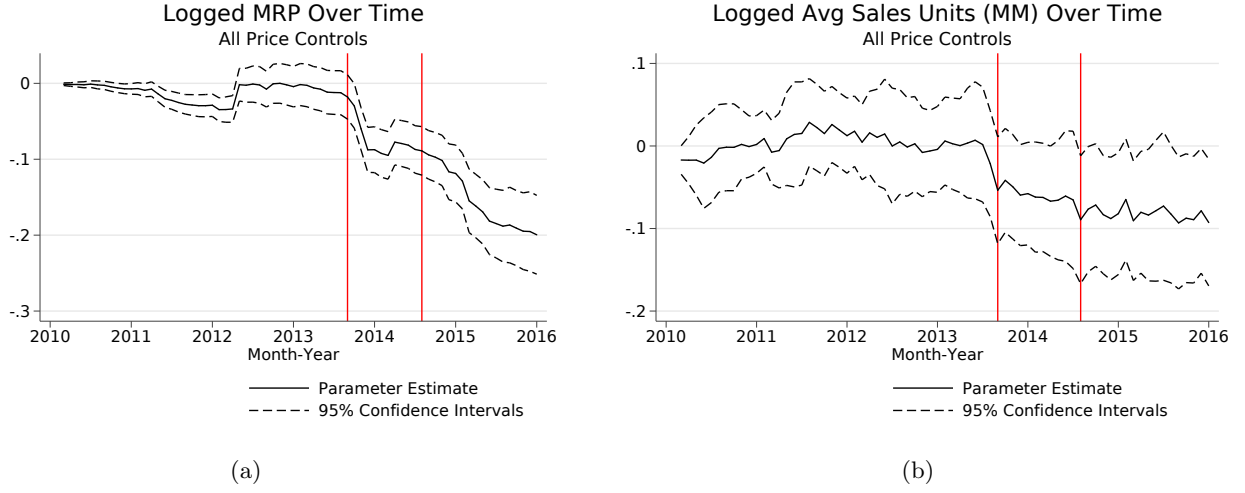 Logged MRP Over Time
All Price Controls
0
-.1
-.2
-.3
2010 2011 2012 2013 2014 2015 2016
Month-Year
Parameter Estimate
95% Confidence Intervals
(a)
Logged Avg Sales Units (MM) Over Time
All Price Controls
.1
0
-.1
-.2
2010 2011 2012 2013 2014 2015 2016
Month-Year
Parameter Estimate
95% Confidence Intervals
(b)